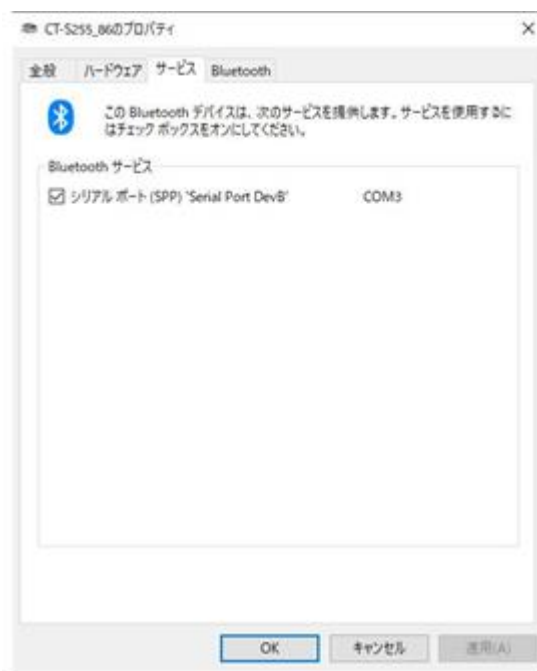 CT-S255_86のプロパティ
全般 ハードウェア サービス Bluetooth
この Bluetooth デバイスは、次のサービスを提供します。サービスを使用するに
はチェック ボックスをオンにしてください。
Bluetooth サービス
シリアル ポート (SPP) 'Serial Port DevB' COM3
OK キャンセル 適用(A)